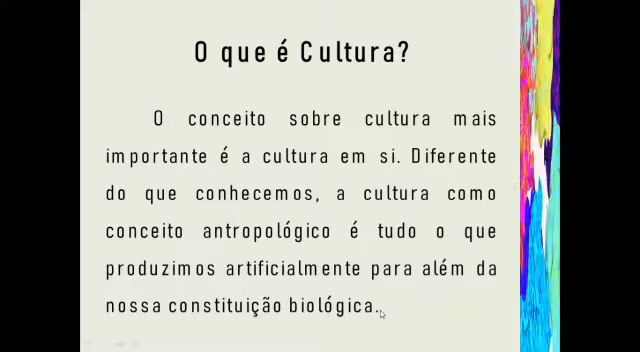 O que é Cultura?
O conceito sobre cultura mais
importante é a cultura em si. Diferente
do que conhecemos, a cultura como
conceito antropológico é tudo o que
produzimos artificialmente para além da
nossa constituição biológica.